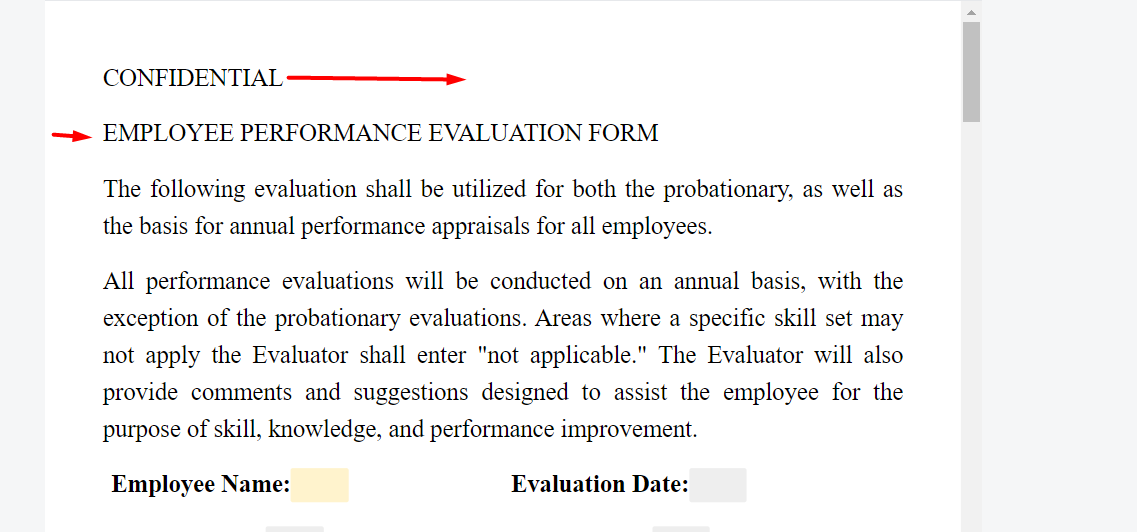 CONFIDENTIAL
EMPLOYEE PERFORMANCE EVALUATION FORM
The following evaluation shall be utilized for both the probationary, as well as
the basis for annual performance appraisals for all employees.
All performance evaluations will be conducted on an annual basis, with the
exception of the probationary evaluations. Areas where a specific skill set may
not apply the Evaluator shall enter "not applicable." The Evaluator will also
provide comments and suggestions designed to assist the employee for the
purpose of skill, knowledge, and performance improvement.
Employee Name: Evaluation Date: